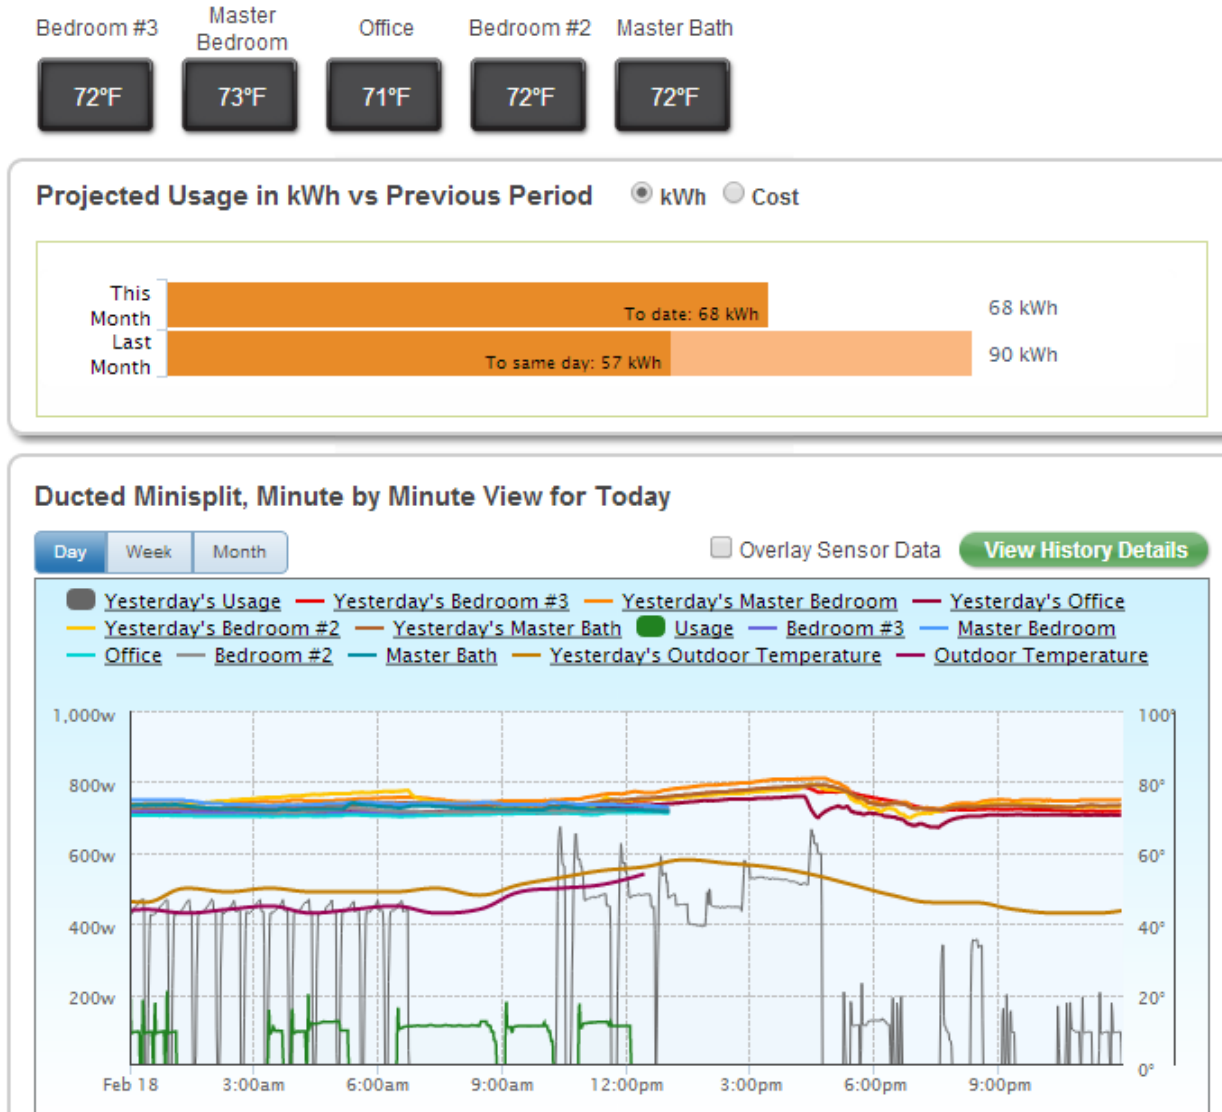 Bedroom #3 Master Bedroom Office Bedroom #2 Master Bath
72°F 73°F 71°F 72°F 72°F
Projected Usage in kWh vs Previous Period kWh Cost
This Month To date: 68 kWh 68 kWh
Last Month To same day: 57 kWh 90 kWh
Ducted Minisplit, Minute by Minute View for Today
Day Week Month Overlay Sensor Data View History Details
Yesterday's Usage Yesterday's Bedroom #3 Yesterday's Master Bedroom Yesterday's Office
Yesterday's Bedroom #2 Yesterday's Master Bath Usage Bedroom #3 Master Bedroom
Office Bedroom #2 Master Bath Yesterday's Outdoor Temperature Outdoor Temperature
1,000w 100°
800w 80°
600w 60°
400w 40°
200w 20°
0°
Feb 18 3:00am 6:00am 9:00am 12:00pm 3:00pm 6:00pm 9:00pm